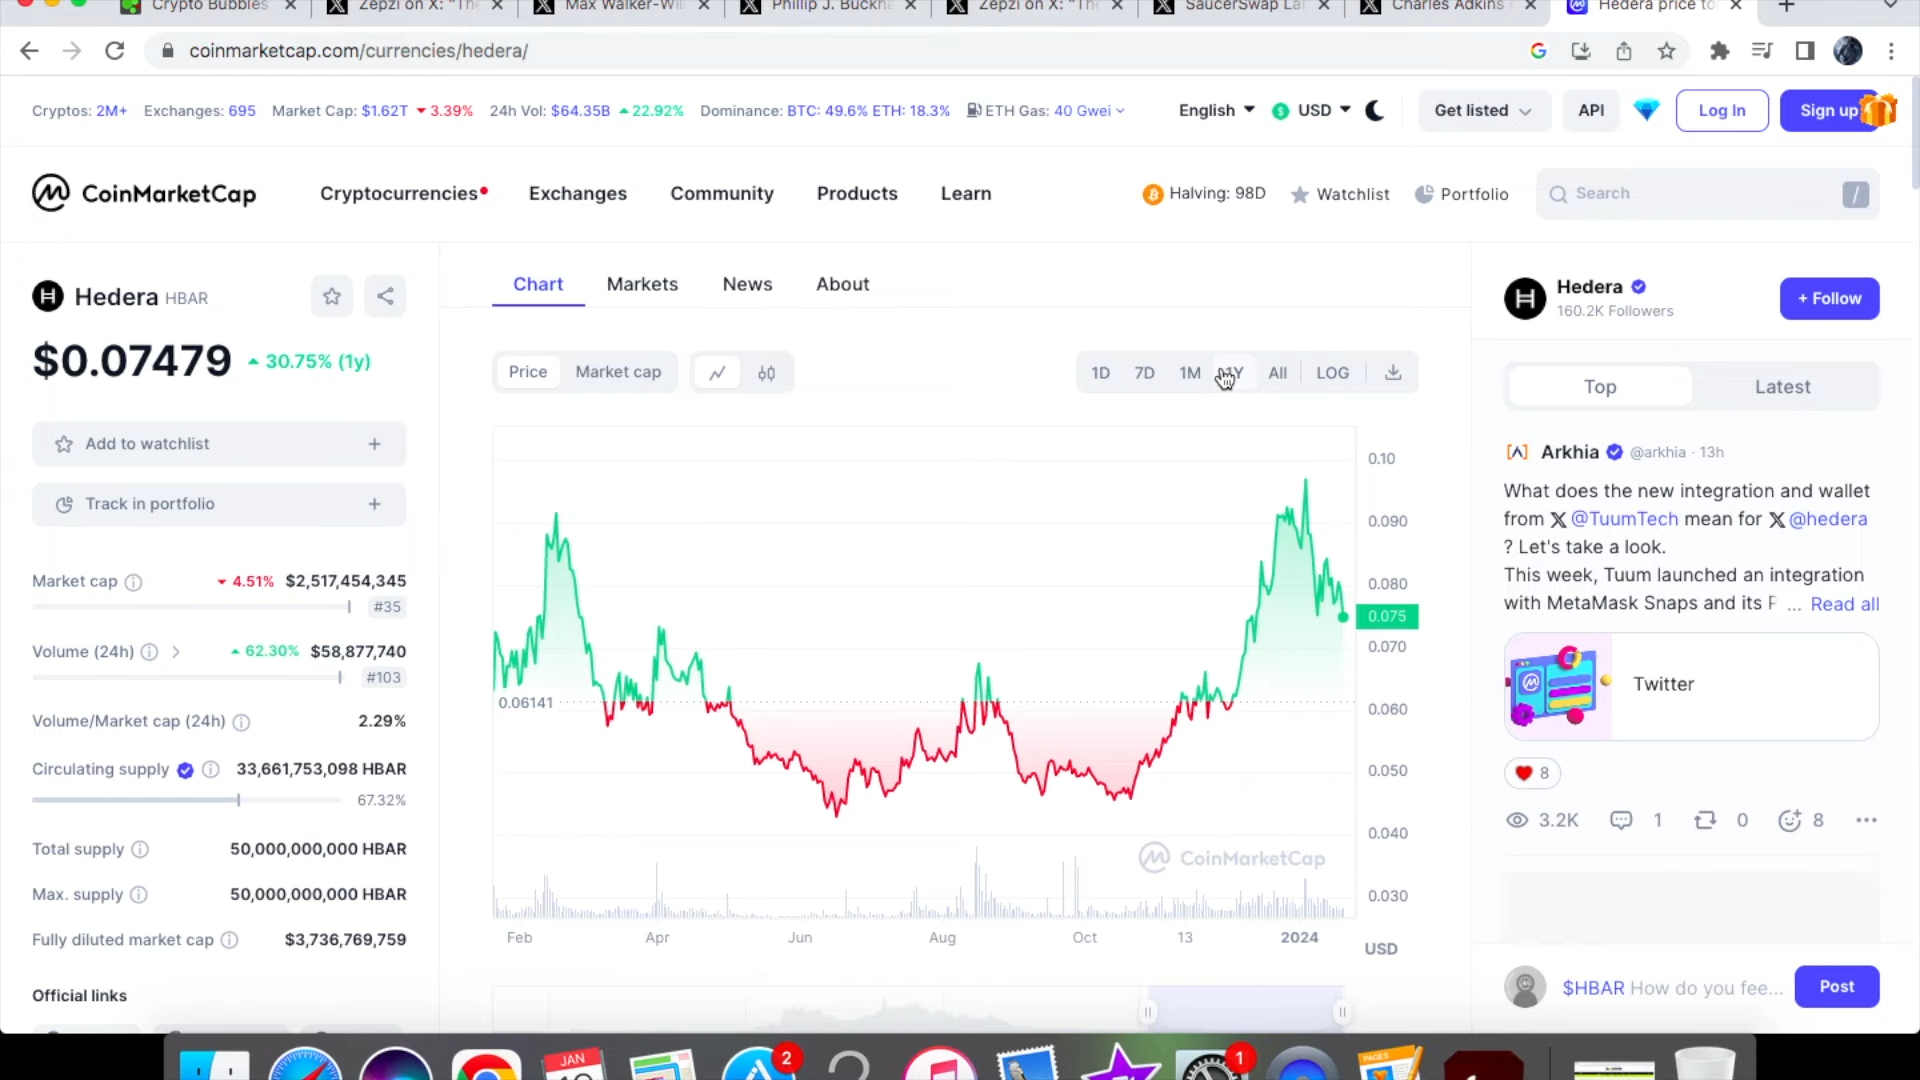 Crypto Bubbles
Zepzi on X: "The
Max Walker-Will
Phillip J. Buckha
Zepzi on X: "The
SaucerSwap Lab
Charles Adkins
Hedera price to
coinmarketcap.com/currencies/hedera/
Cryptos: 2M+ Exchanges: 695 Market Cap: $1.62T 3.39% 24h Vol: $64.35B 22.92% Dominance: BTC: 49.6% ETH: 18.3% ETH Gas: 40 Gwei English USD Get listed API Log In Sign up
CoinMarketCap Cryptocurrencies Exchanges Community Products Learn Halving: 98D Watchlist Portfolio Search /
Hedera HBAR
$0.07479 30.75% (1y)
Add to watchlist +
Track in portfolio +
Market cap 4.51% $2,517,454,345
#35
Volume (24h) 62.30% $58,877,740
#103
Volume/Market cap (24h) 2.29%
Circulating supply 33,661,753,098 HBAR
67.32%
Total supply 50,000,000,000 HBAR
Max. supply 50,000,000,000 HBAR
Fully diluted market cap $3,736,769,759
Official links
Chart Markets News About
Price Market cap 1D 7D 1M 1Y All LOG
0.10
0.090
0.080
0.075
0.070
0.06141
0.060
0.050
0.040
0.030
CoinMarketCap
Feb Apr Jun Aug Oct 13 2024
USD
Hedera
160.2K Followers
+ Follow
Top Latest
Arkhia @arkhia · 13h
What does the new integration and wallet
from @TuumTech mean for @hedera
? Let's take a look.
This week, Tuum launched an integration
with MetaMask Snaps and its ... Read all
Twitter
8
3.2K 1 0 8
$HBAR How do you fee... Post
JAN
2
1
PAGES